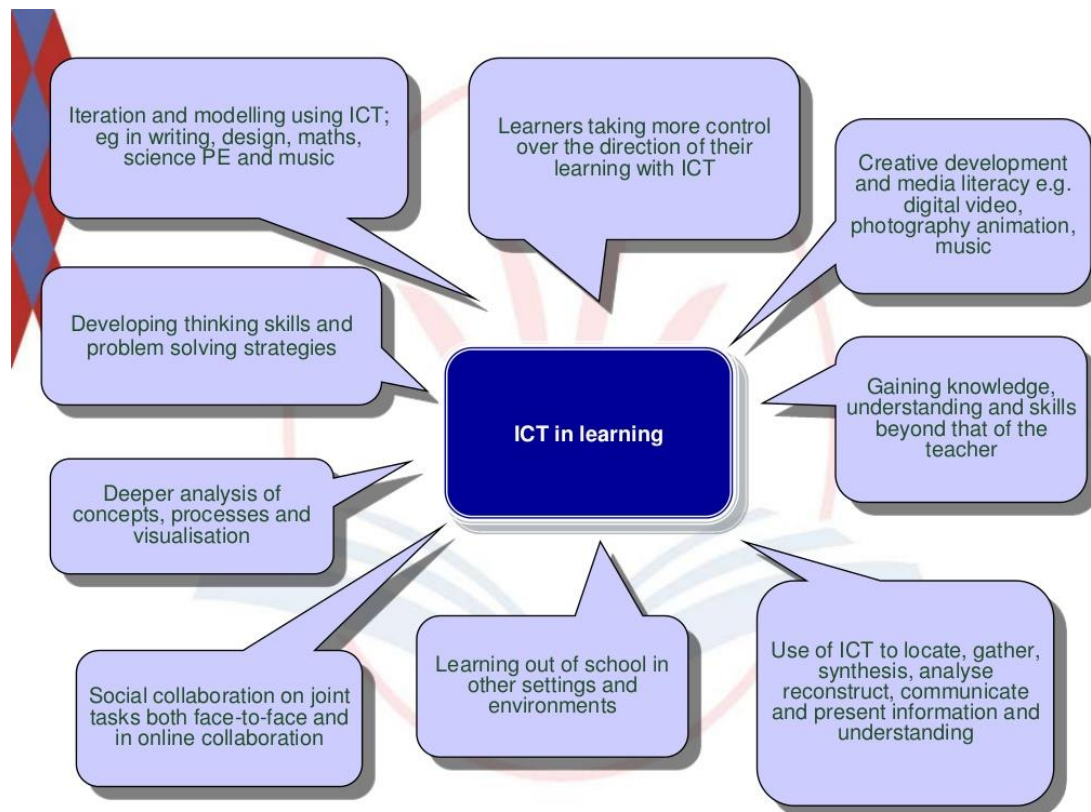 Iteration and modelling using ICT;
eg in writing, design, maths,
science PE and music
Learners taking more control
over the direction of their
learning with ICT
Creative development
and media literacy e.g.
digital video,
photography animation,
music
Developing thinking skills and
problem solving strategies
ICT in learning
Gaining knowledge,
understanding and skills
beyond that of the
teacher
Deeper analysis of
concepts, processes and
visualisation
Social collaboration on joint
tasks both face-to-face and
in online collaboration
Learning out of school in
other settings and
environments
Use of ICT to locate, gather,
synthesis, analyse
reconstruct, communicate
and present information and
understanding